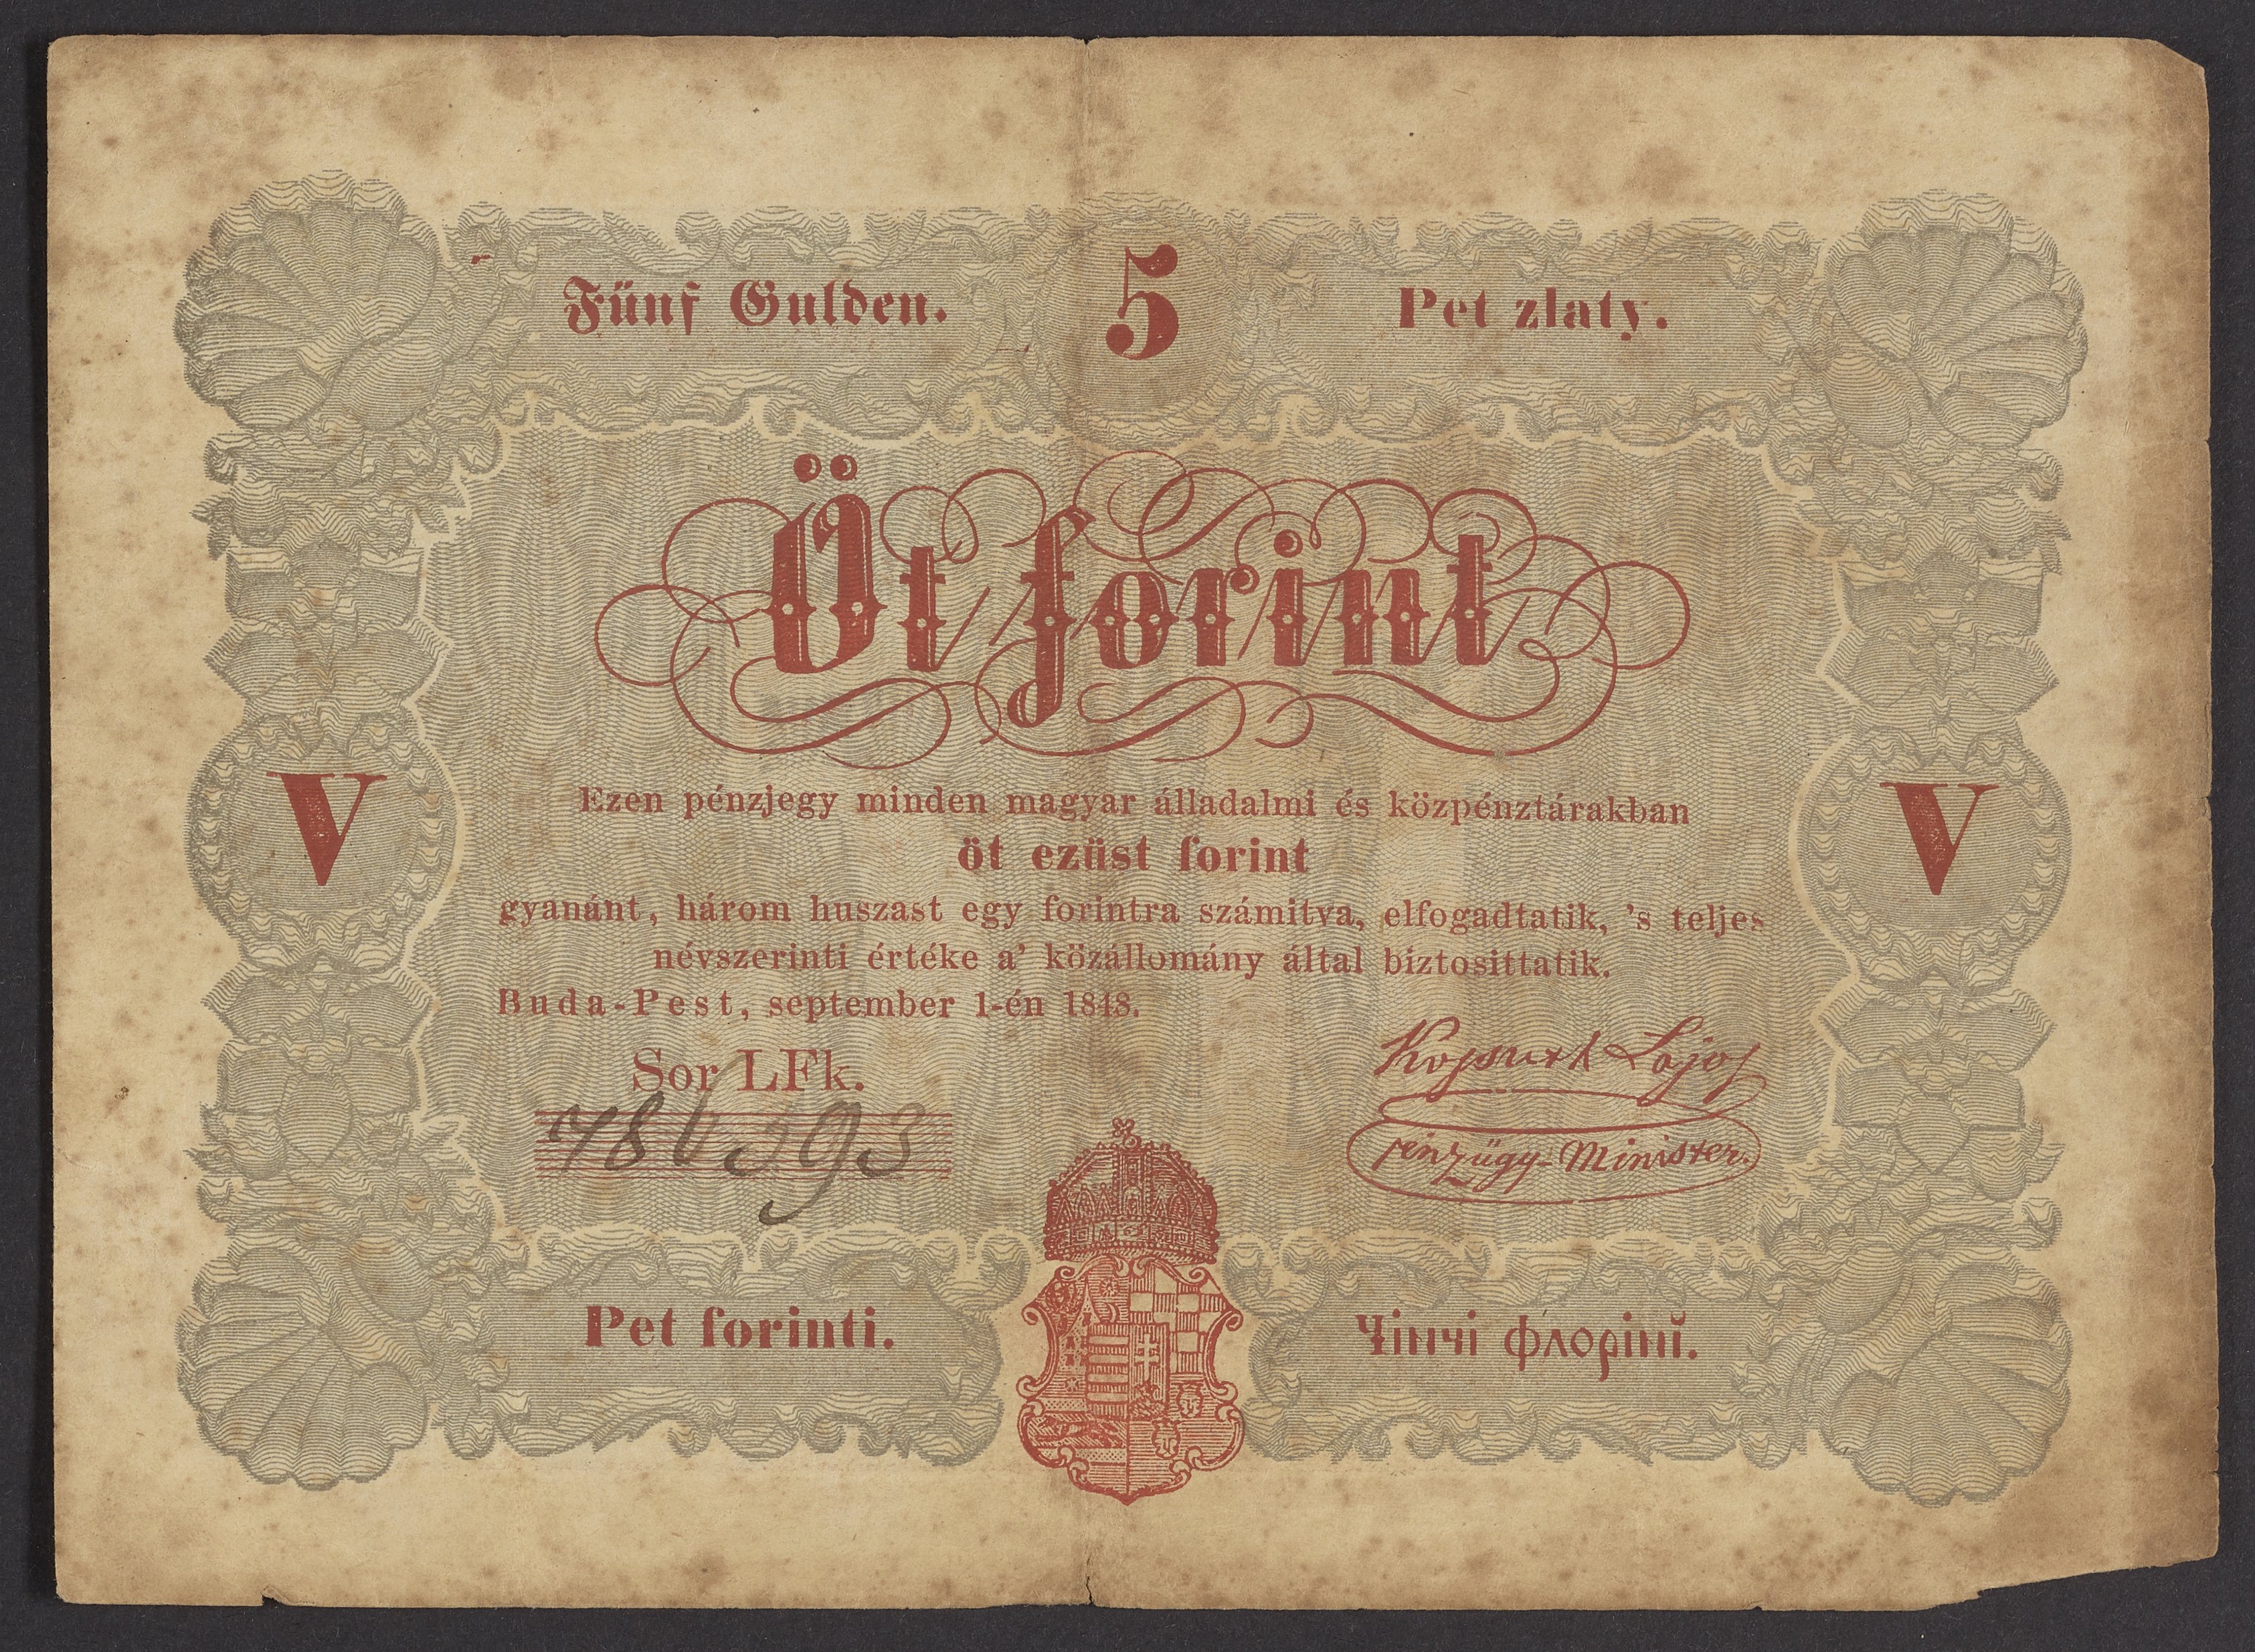 Fünf Gulden.
5
Pet zlaty.
Öt forint
V
V
Ezen pénzjegy minden magyar álladalmi és közpénztárakban
öt ezüst forint
gyanánt, három huszast egy forintra számitva, elfogadtatik, 's teljes
névszerinti értéke a' közállomány által biztosittatik.
Buda-Pest, september 1-én 1848.
Sor LFk.
Kossuth Lajos
pénzügy-Minister.
Pet forinti.
Чінчі флоріnĭ.